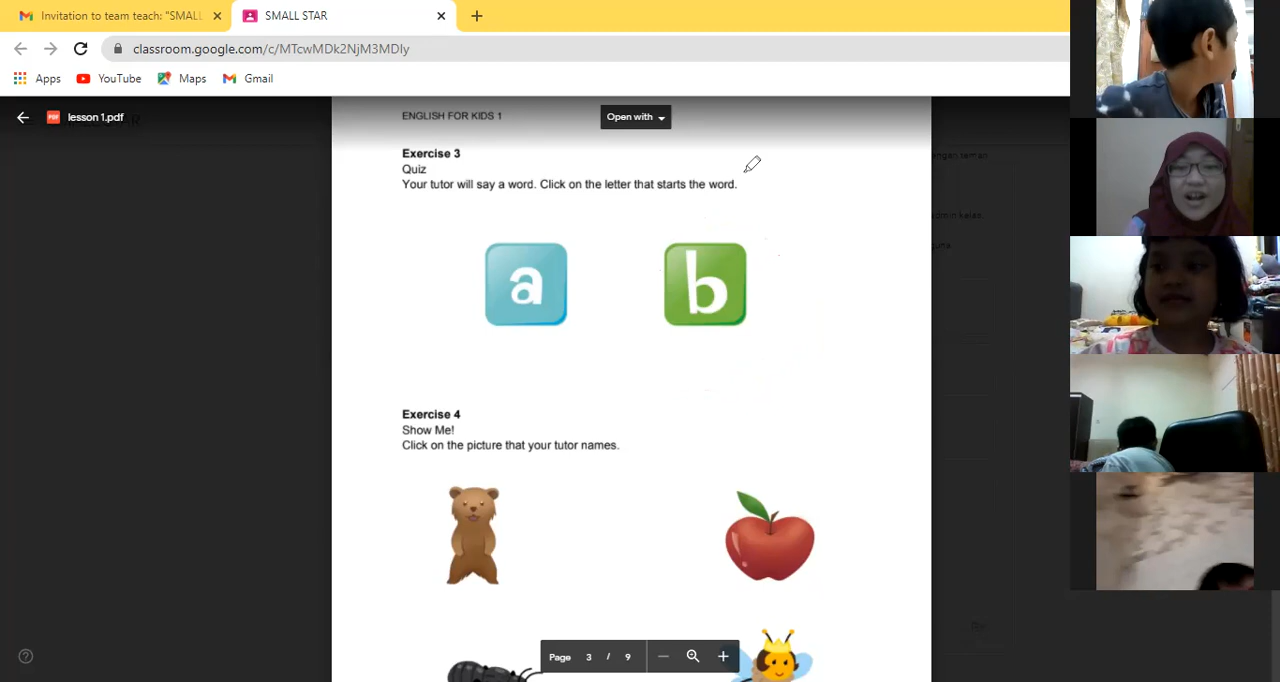 Invitation to team teach: "SMALL
SMALL STAR
classroom.google.com/c/MTcwMDk2NjM3MDIy
Apps
YouTube
Maps
Gmail
PDF
lesson 1.pdf
Open with
ENGLISH FOR KIDS 1
Exercise 3
Quiz
Your tutor will say a word. Click on the letter that starts the word.
a
b
Exercise 4
Show Me!
Click on the picture that your tutor names.
Page 3 / 9